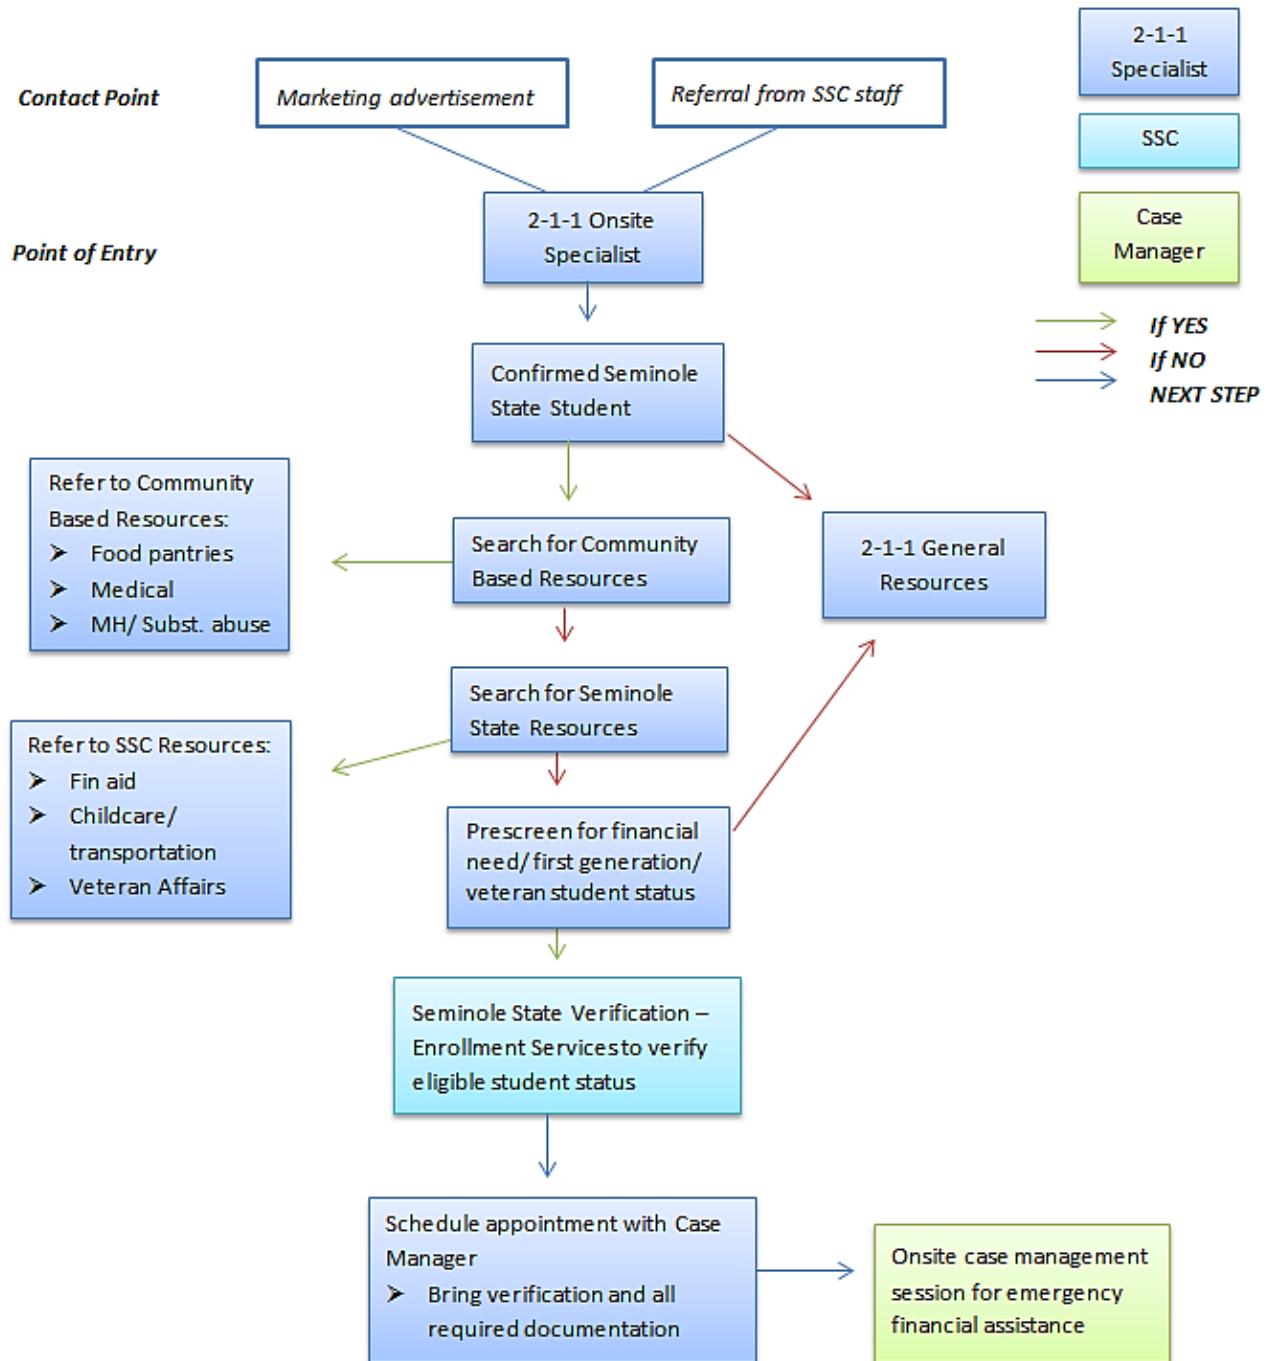 2-1-1
Specialist
Contact Point
Marketing advertisement
Referral from SSC staff
SSC
Case
Manager
Point of Entry
2-1-1 Onsite
Specialist
If YES
If NO
NEXT STEP
Confirmed Seminole
State Student
Refer to Community
Based Resources:
➤ Food pantries
➤ Medical
➤ MH/ Subst. abuse
Search for Community
Based Resources
2-1-1 General
Resources
Search for Seminole
State Resources
Refer to SSC Resources:
➤ Fin aid
➤ Childcare/
transportation
➤ Veteran Affairs
Prescreen for financial
need/ first generation/
veteran student status
Seminole State Verification –
Enrollment Services to verify
eligible student status
Schedule appointment with Case
Manager
➤ Bring verification and all
required documentation
Onsite case management
session for emergency
financial assistance